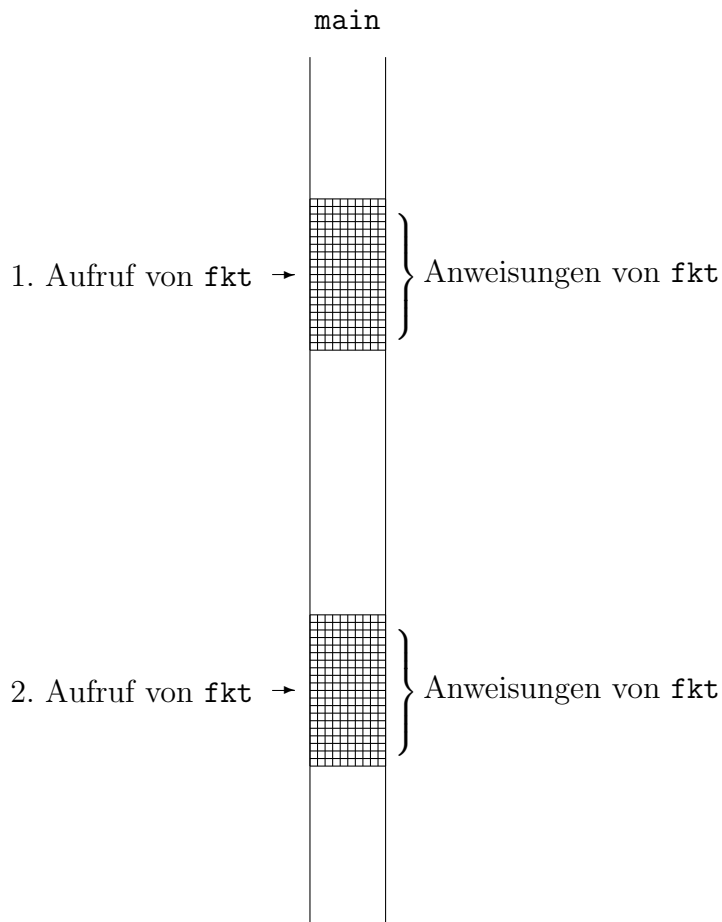 main
1. Aufruf von fkt
Anweisungen von fkt
2. Aufruf von fkt
Anweisungen von fkt